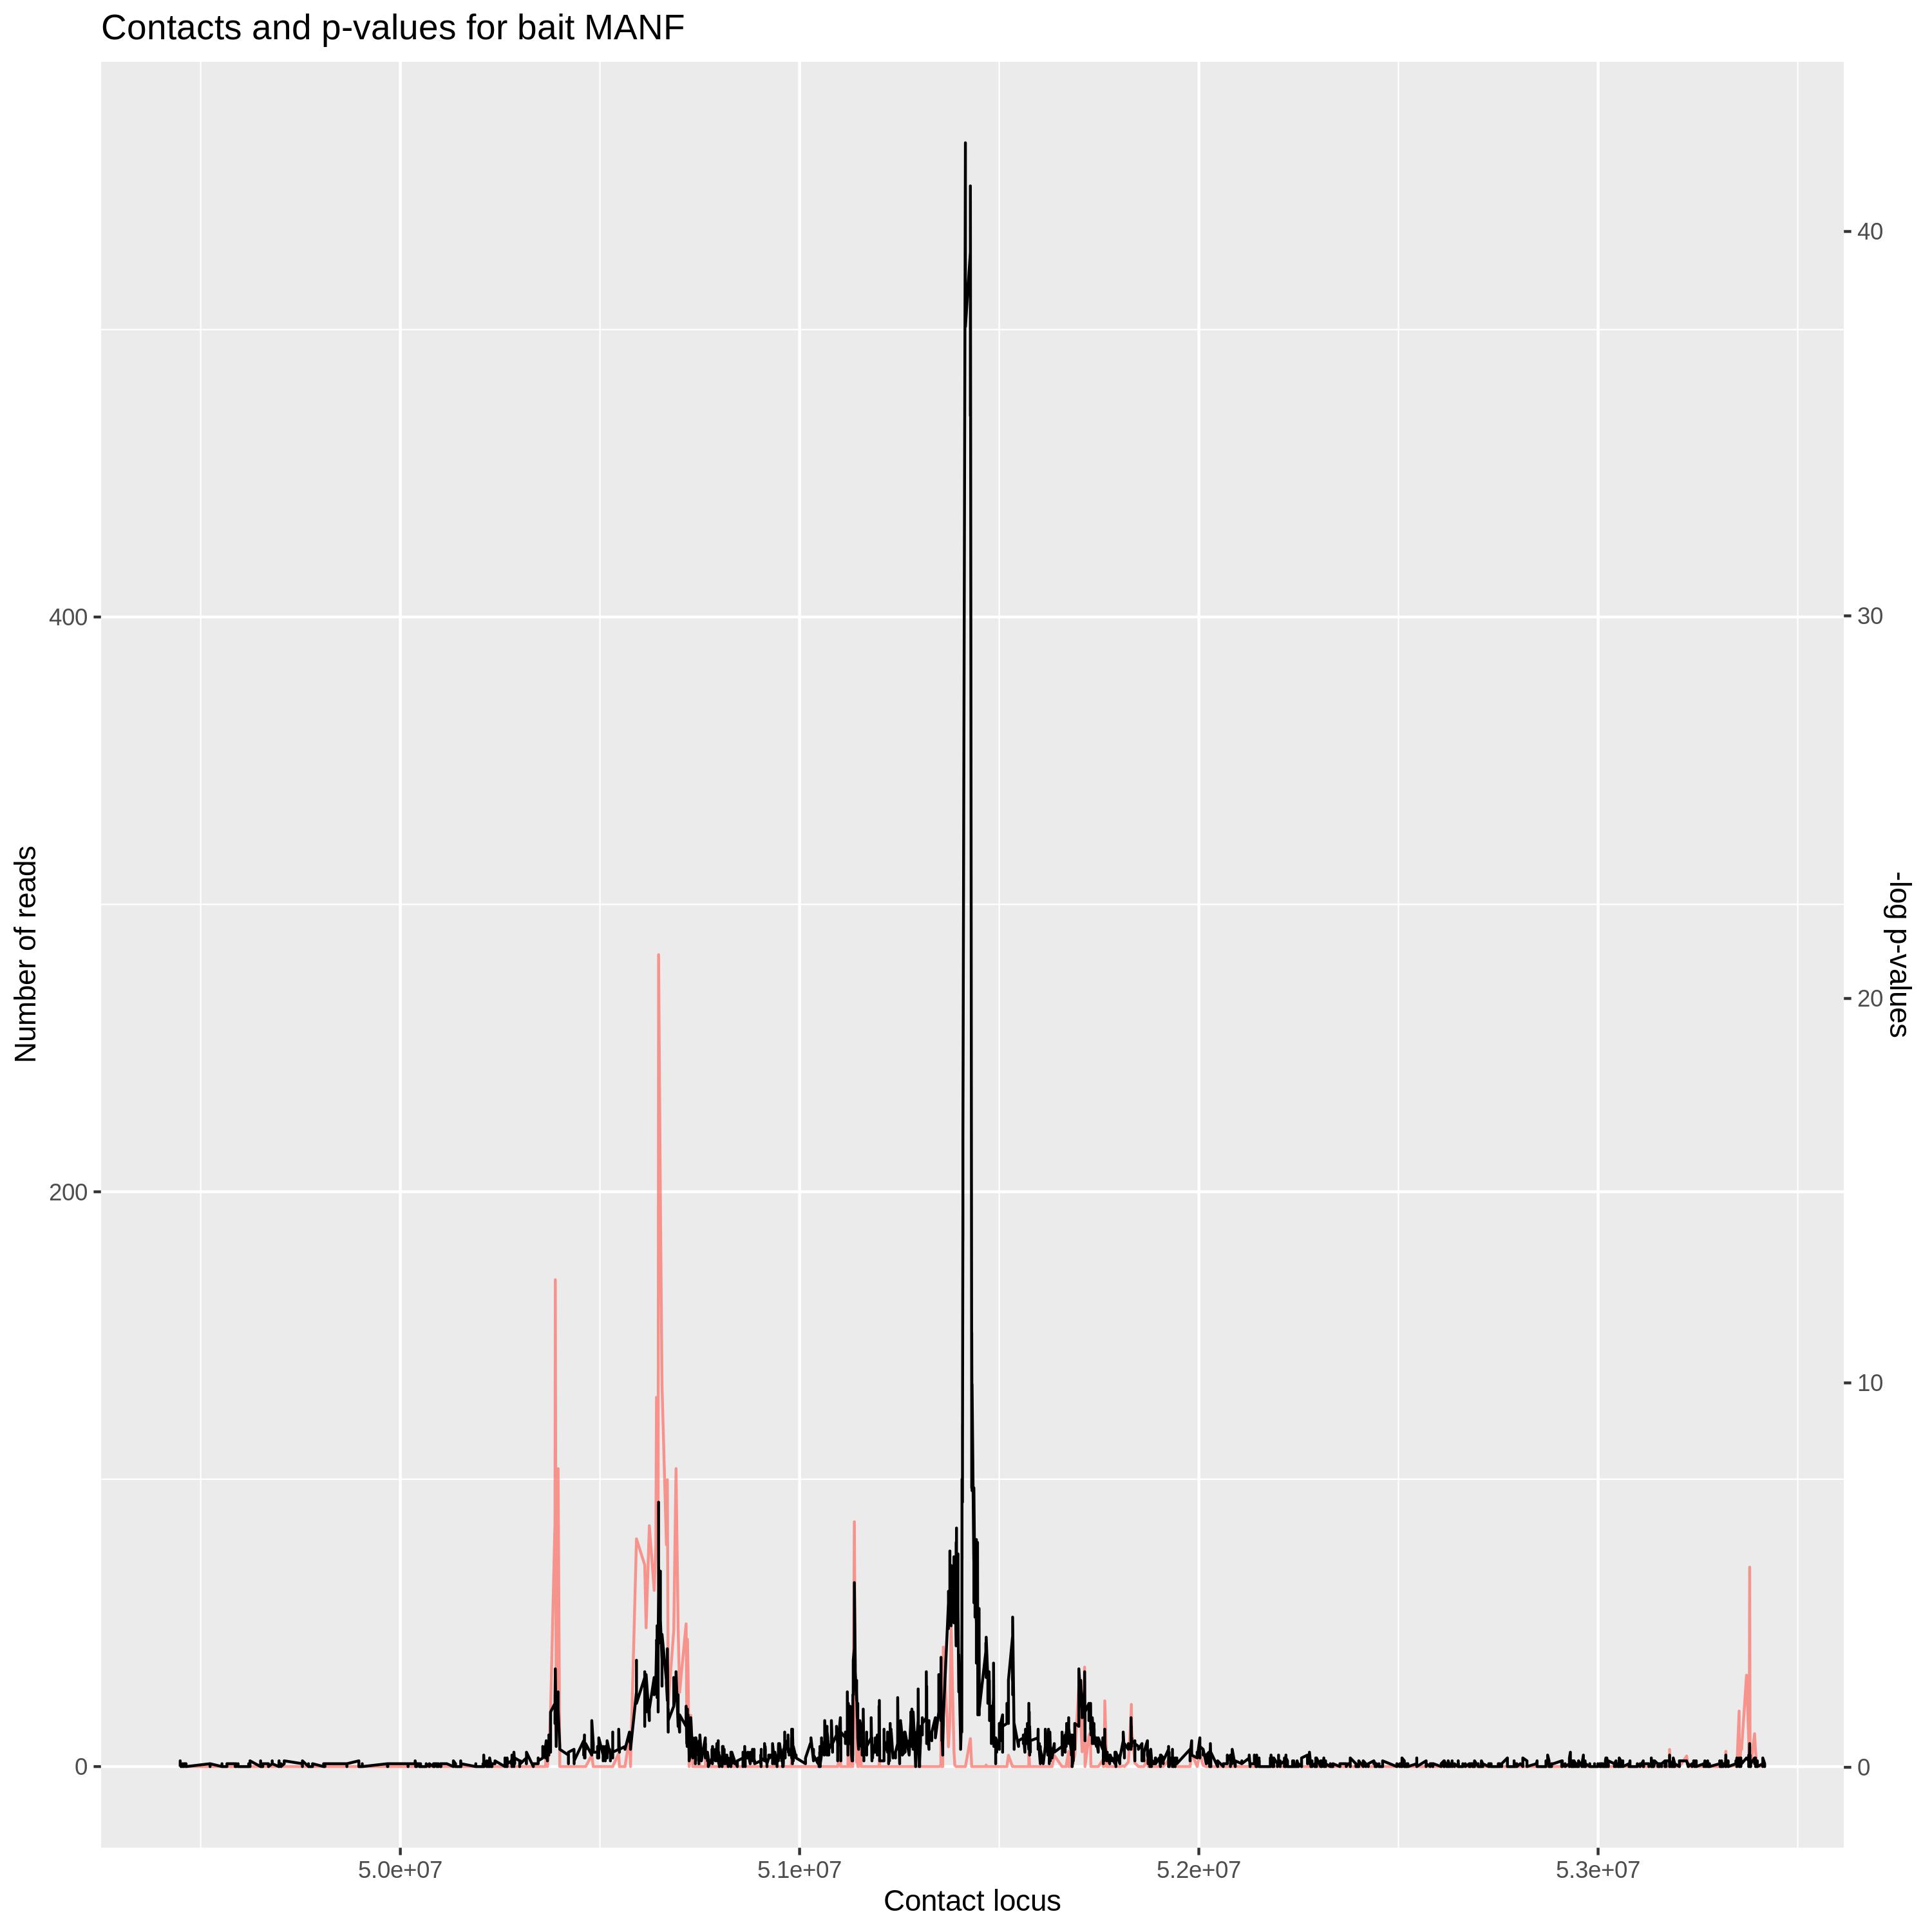 Contacts and p-values for bait MANF
Number of reads
400
200
0
40
30
20
10
0
-log p-values
5.0e+07
5.1e+07
5.2e+07
5.3e+07
Contact locus